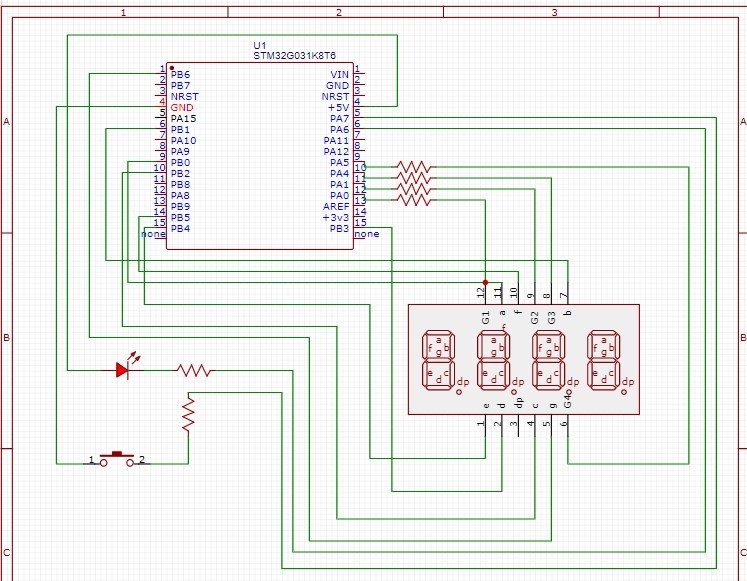 1 2 3
U1
STM32G031K8T6
1 PB6 VIN 1
2 PB7 GND 2
3 NRST NRST 3
4 GND +5V 4
5 PA15 PA7 5
6 PB1 PA6 6
7 PA10 PA11 7
8 PA9 PA12 8
9 PB0 PA5 9
10 PB2 PA4 10
11 PB8 PA1 11
12 PA8 PA0 12
13 PB9 AREF 13
14 PB5 +3v3 14
15 PB4 PB3 15
none none
A A
12 11 10 9 8 7
G1 a f G2 G3 b
f
B B
a a a a
f g b f g b f g b f g b
e d c e d c e d c e d c
dp dp dp dp
e d dp c g G4
1 2 3 4 5 6
1 2
C C